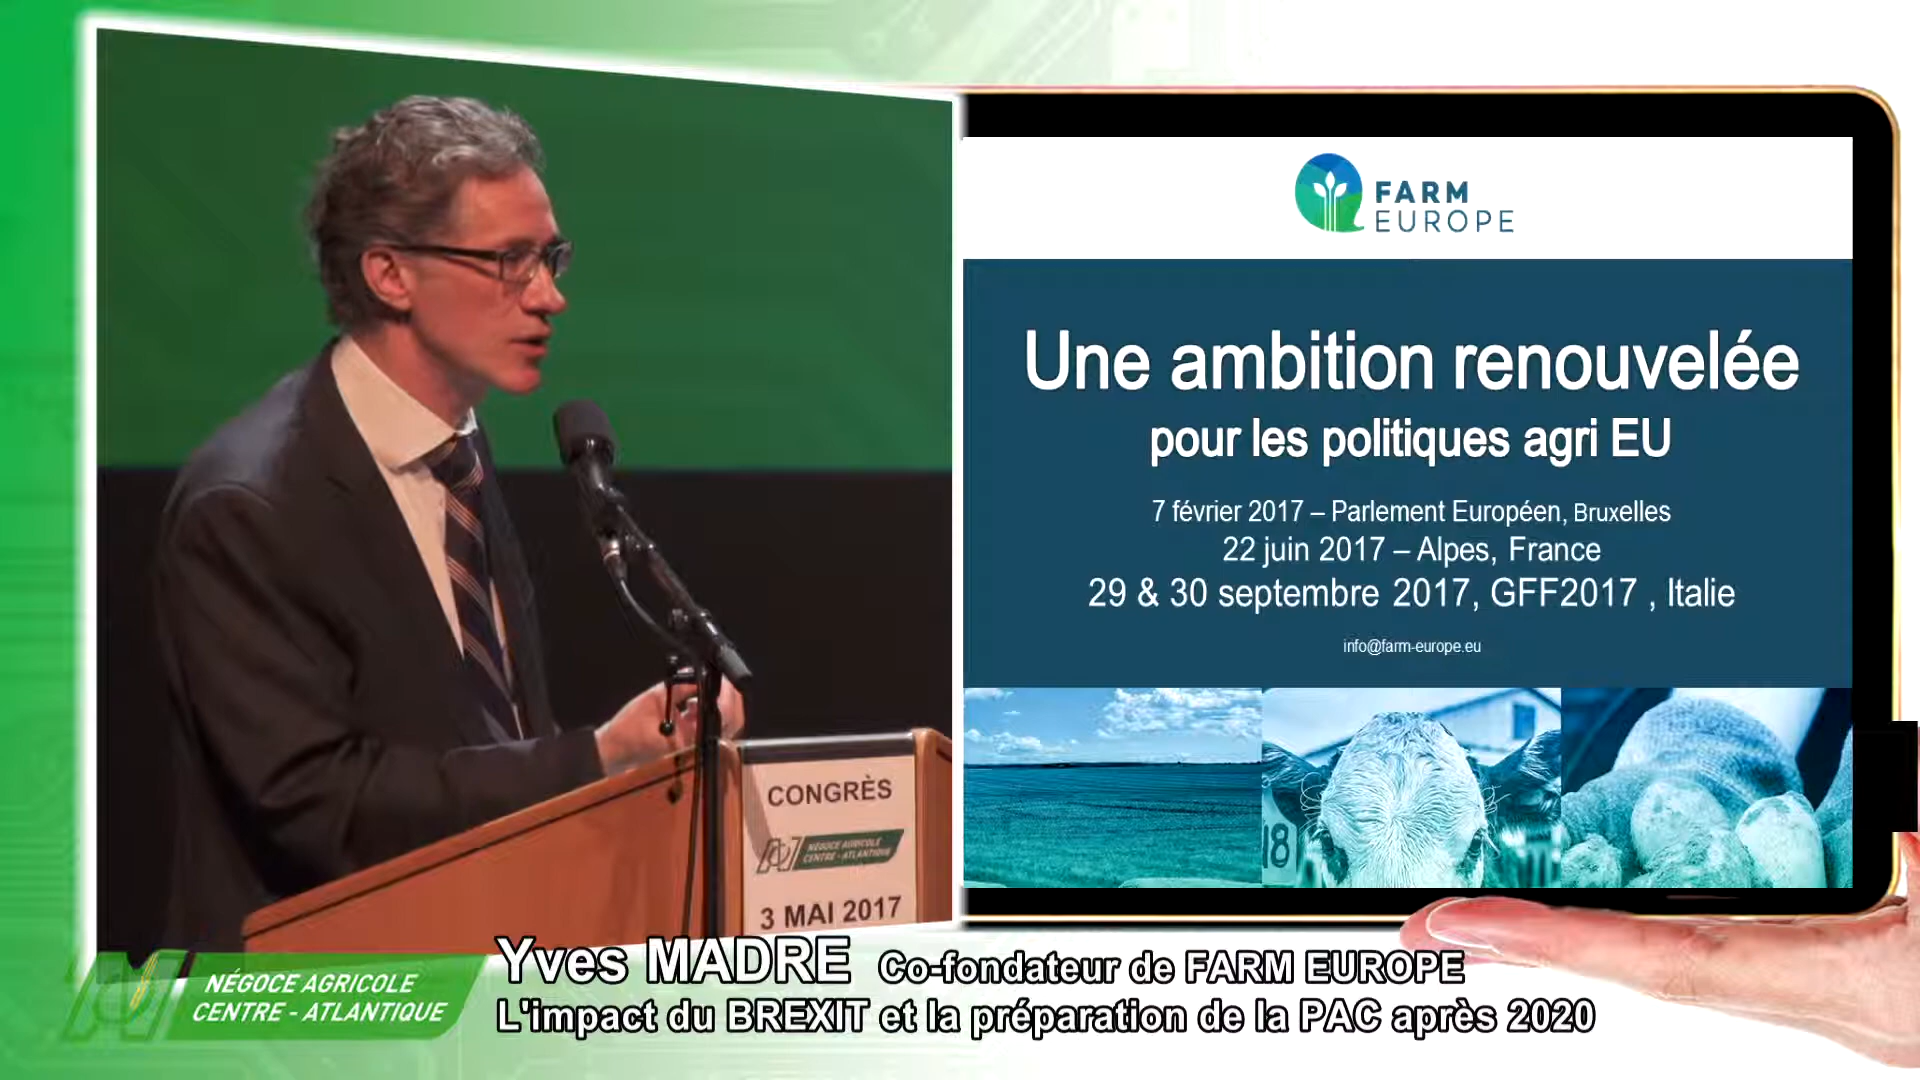 FARM
EUROPE
Une ambition renouvelée
pour les politiques agri EU
7 février 2017 – Parlement Européen, Bruxelles
22 juin 2017 – Alpes, France
29 & 30 septembre 2017, GFF2017 , Italie
info@farm-europe.eu
18
CONGRÈS
NÉGOCE AGRICOLE
CENTRE - ATLANTIQUE
3 MAI 2017
NÉGOCE AGRICOLE
CENTRE - ATLANTIQUE
Yves MADRE Co-fondateur de FARM EUROPE
L'impact du BREXIT et la préparation de la PAC après 2020